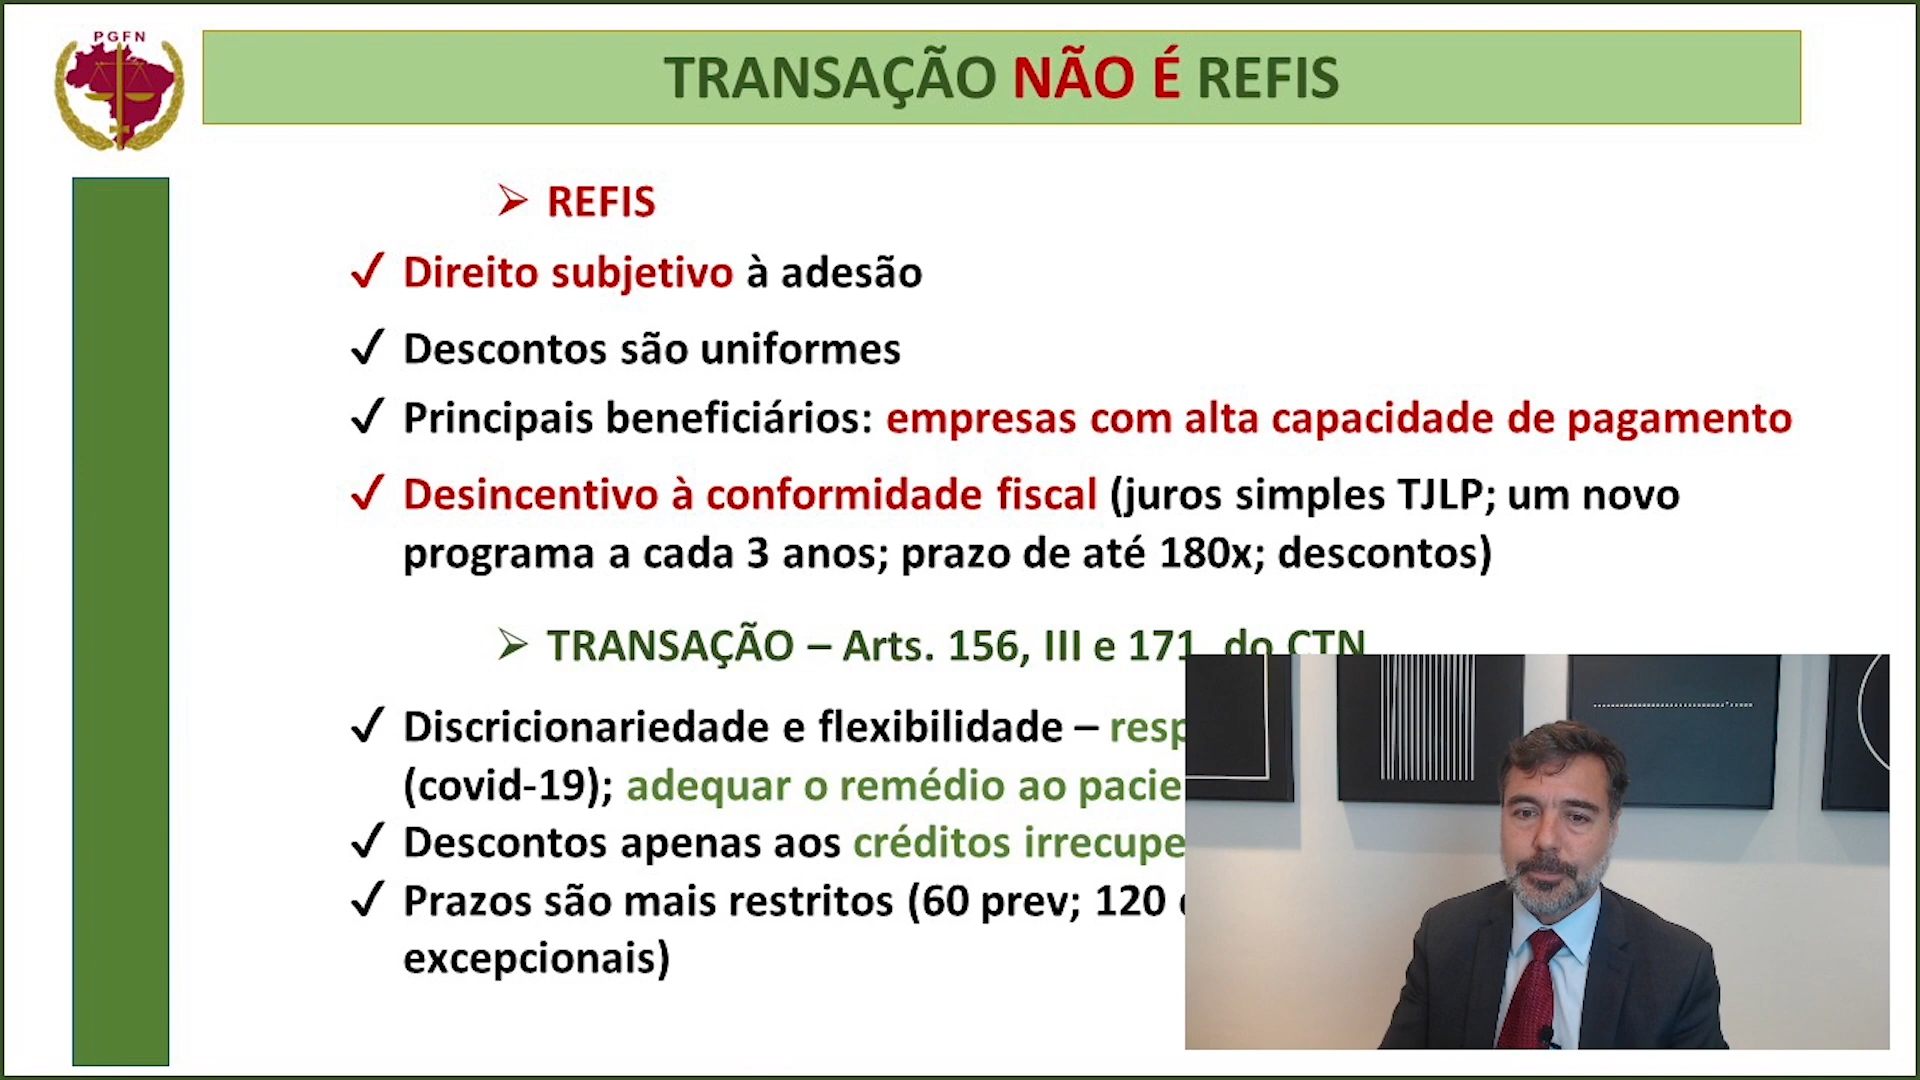 PGFN
TRANSAÇÃO NÃO É REFIS
➢ REFIS
✓ Direito subjetivo à adesão
✓ Descontos são uniformes
✓ Principais beneficiários: empresas com alta capacidade de pagamento
✓ Desincentivo à conformidade fiscal (juros simples TJLP; um novo
programa a cada 3 anos; prazo de até 180x; descontos)
➢ TRANSAÇÃO – Arts. 156, III e 171, do CTN
✓ Discricionariedade e flexibilidade –
(covid-19); adequar o remédio ao
✓ Descontos apenas aos créditos
✓ Prazos são mais restritos (60 prev; 120
excepcionais)